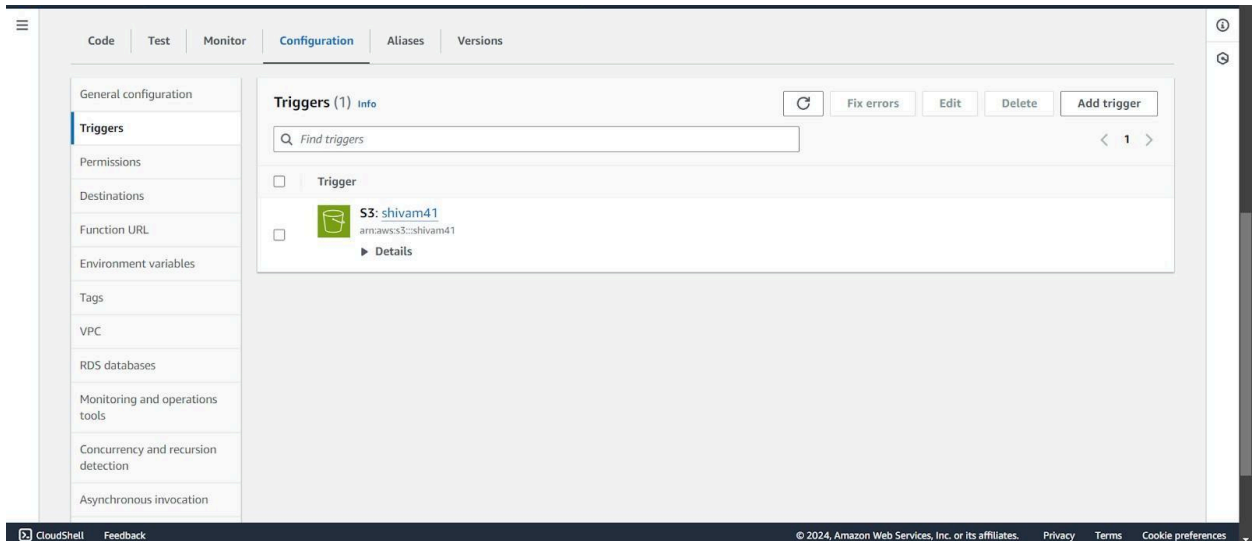 Code
Test
Monitor
Configuration
Aliases
Versions
General configuration
Triggers
Permissions
Destinations
Function URL
Environment variables
Tags
VPC
RDS databases
Monitoring and operations
tools
Concurrency and recursion
detection
Asynchronous invocation
Triggers (1) Info
Fix errors
Edit
Delete
Add trigger
Find triggers
1
Trigger
S3: shivam41
arn:aws:s3:::shivam41
Details
CloudShell
Feedback
© 2024, Amazon Web Services, Inc. or its affiliates.
Privacy
Terms
Cookie preferences